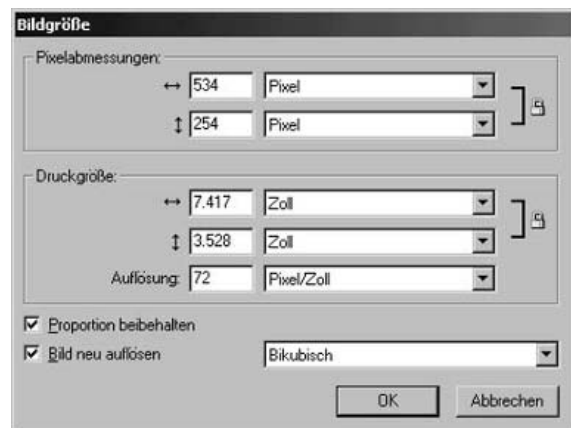 Bildgröße
Pixelabmessungen:
534 Pixel
254 Pixel
Druckgröße:
7.417 Zoll
3.528 Zoll
Auflösung: 72 Pixel/Zoll
Proportion beibehalten
Bild neu auflösen Bikubisch
OK Abbrechen